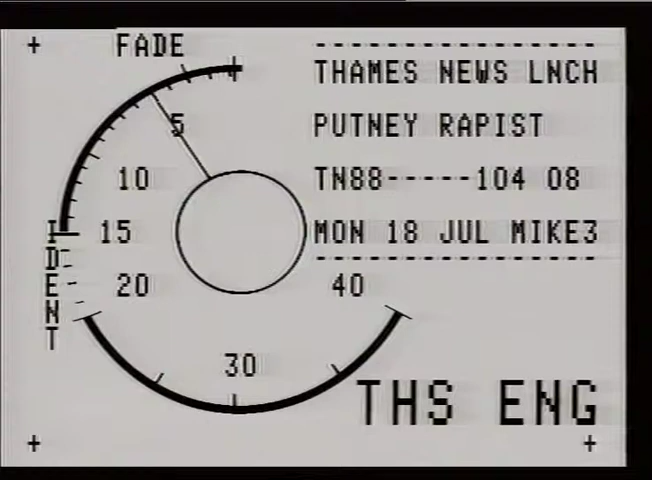 FADE
THAMES NEWS LNCH
PUTNEY RAPIST
TN88-----104 08
MON 18 JUL MIKE3
5
10
15
20
30
40
IDENT
THS ENG